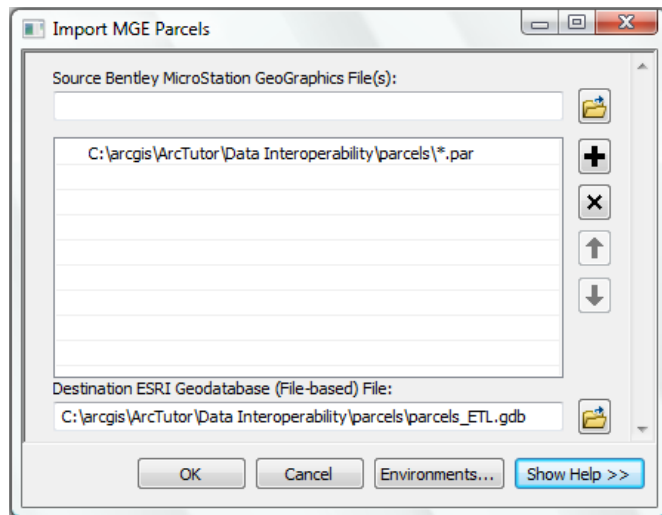 Import MGE Parcels
Source Bentley MicroStation GeoGraphics File(s):
C:\arcgis\ArcTutor\Data Interoperability\parcels\*.par
Destination ESRI Geodatabase (File-based) File:
C:\arcgis\ArcTutor\Data Interoperability\parcels\parcels_ETL.gdb
OK Cancel Environments... Show Help >>